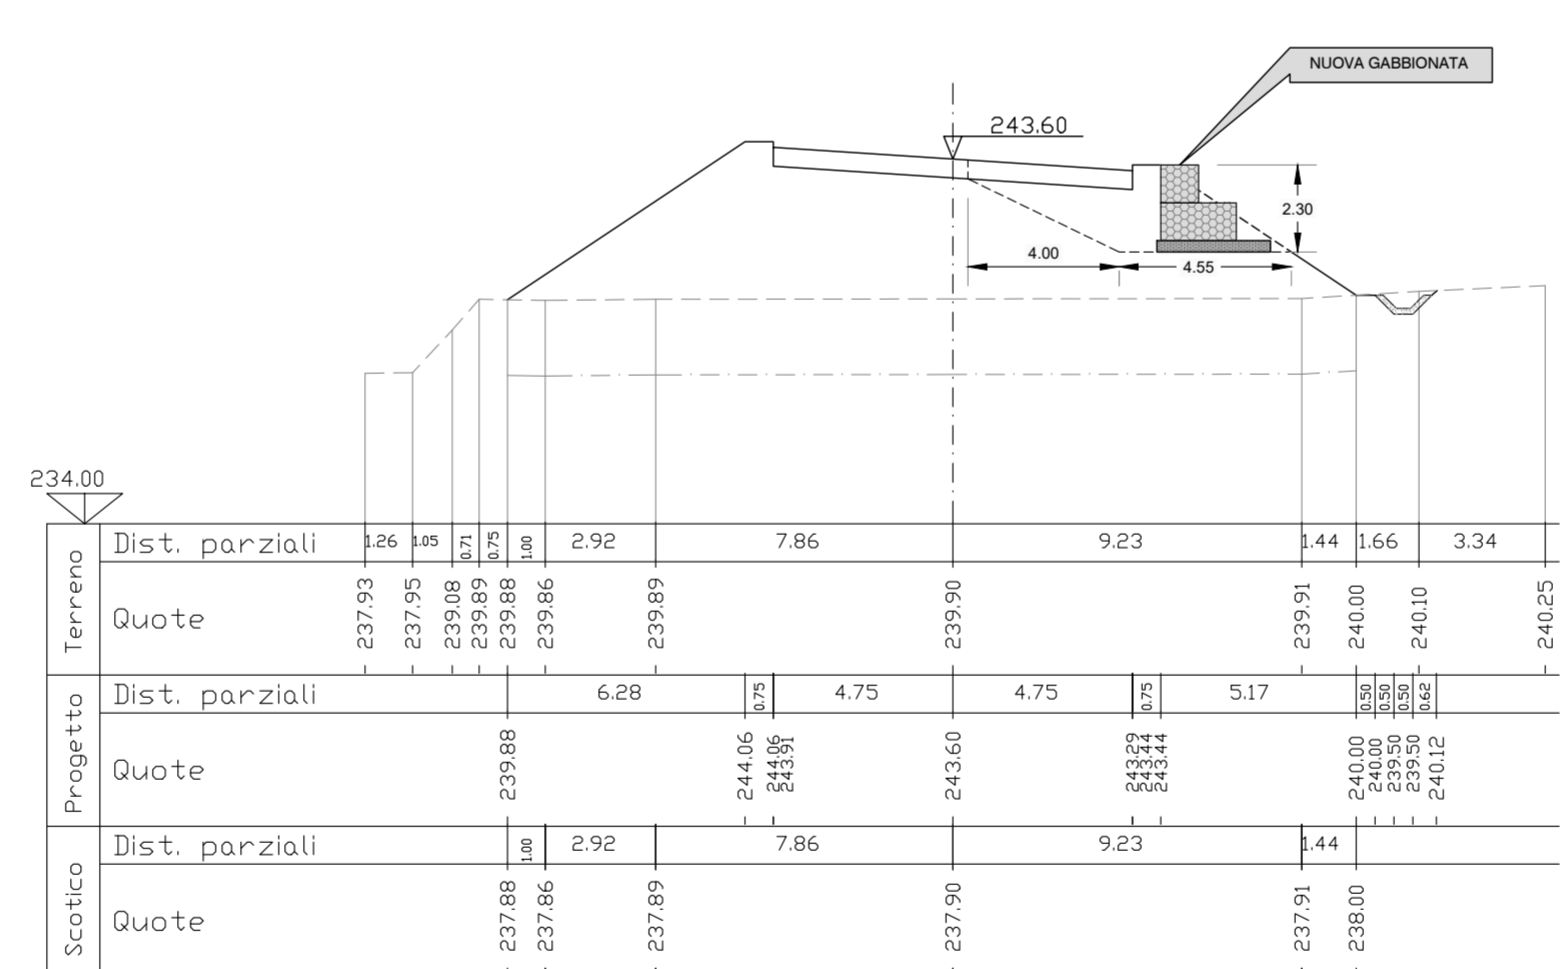 NUOVA GABBIONATA
243.60
2.30
4.00
4.55
234.00
Terreno
Dist. parziali 1.26 1.05 0.71 0.75 1.00 2.92 7.86 9.23 1.44 1.66 3.34
Quote 237.93 237.95 239.08 239.89 239.88 239.86 239.89 239.90 239.91 240.00 240.10 240.25
Progetto
Dist. parziali 6.28 0.75 4.75 4.75 0.75 5.17 0.50 0.50 0.50 0.62
Quote 239.88 244.06 244.06 243.91 243.60 243.29 243.44 243.44 240.00 240.00 239.50 239.50 240.12
Scotico
Dist. parziali 1.00 2.92 7.86 9.23 1.44
Quote 237.88 237.86 237.89 237.90 237.91 238.00